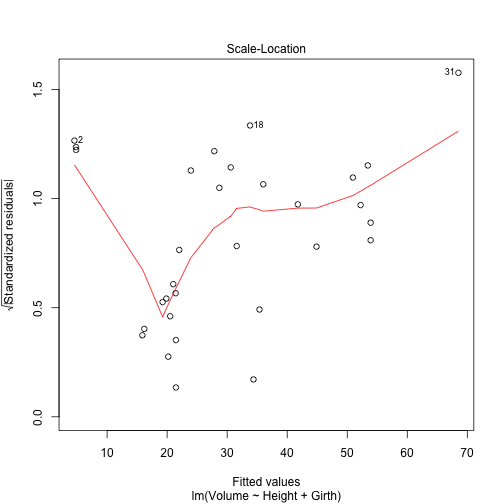 Scale-Location
√|Standardized residuals|
0.0 0.5 1.0 1.5
2
18
31
10 20 30 40 50 60 70
Fitted values
lm(Volume ~ Height + Girth)